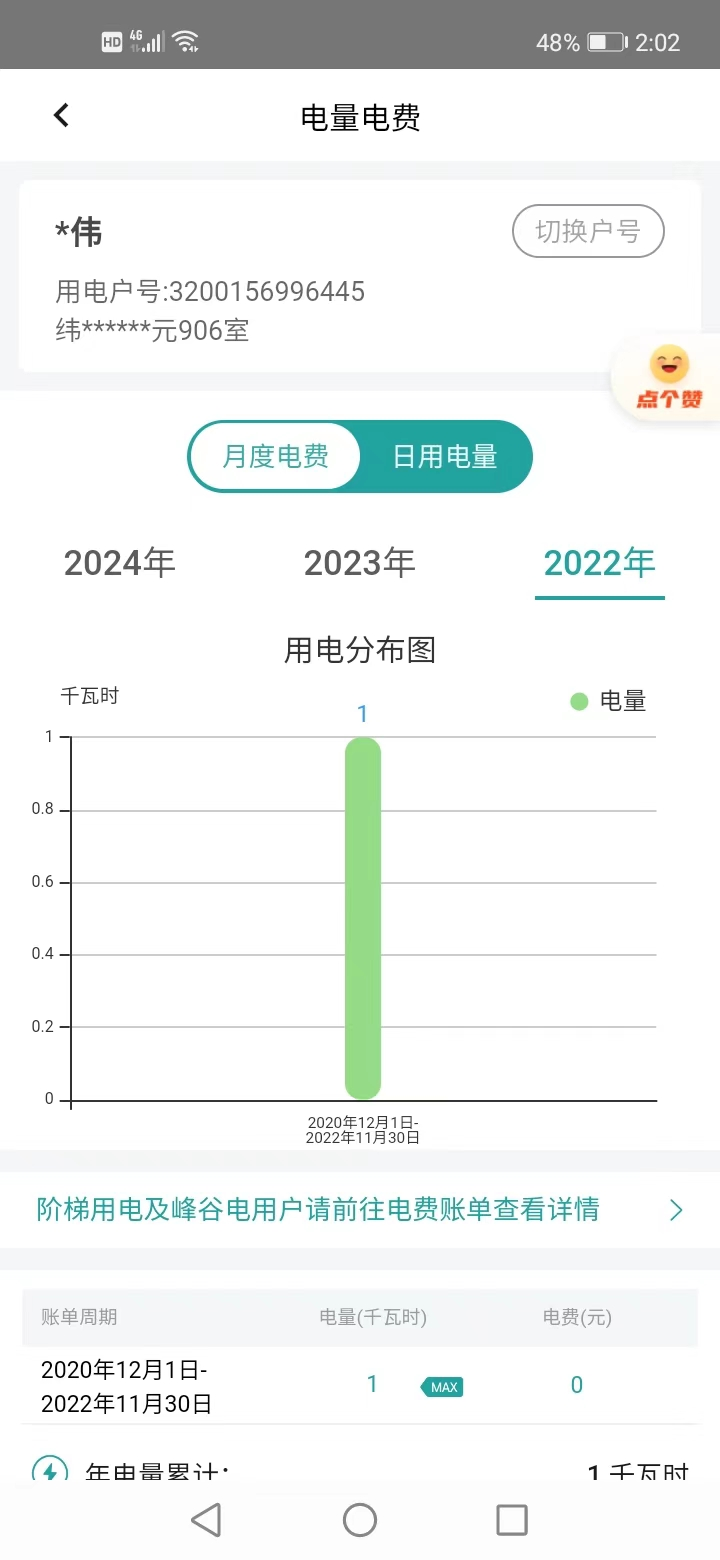 HD 4G 48% 2:02
电量电费
*伟
切换户号
用电户号:3200156996445
纬******元906室
点个赞
月度电费 日用电量
2024年 2023年 2022年
用电分布图
千瓦时
电量
1
1
0.8
0.6
0.4
0.2
0
2020年12月1日-
2022年11月30日
阶梯用电及峰谷电用户请前往电费账单查看详情
账单周期 电量(千瓦时) 电费(元)
2020年12月1日-
2022年11月30日
1 MAX 0
年电量累计: 1 千瓦时